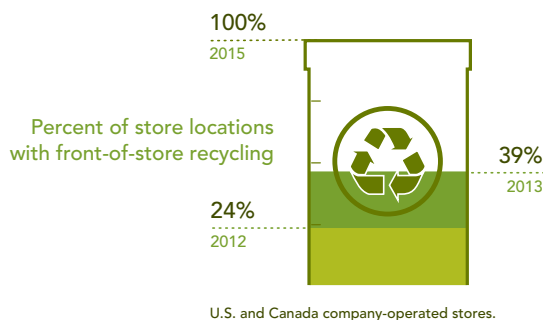 100%
2015
Percent of store locations
with front-of-store recycling
39%
2013
24%
2012
U.S. and Canada company-operated stores.